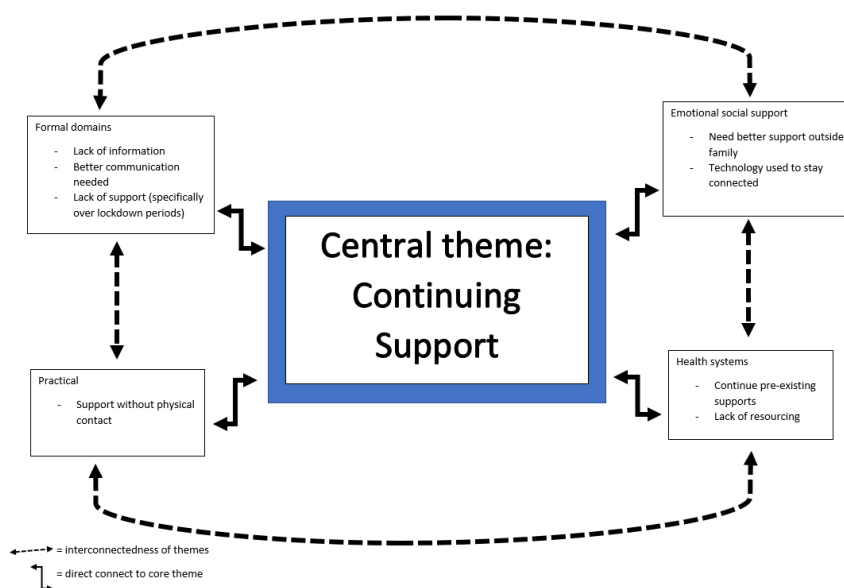 Formal domains
- Lack of information
- Better communication
needed
- Lack of support (specifically
over lockdown periods)
Emotional social support
- Need better support outside
family
- Technology used to stay
connected
Central theme:
Continuing
Support
Practical
- Support without physical
contact
Health systems
- Continue pre-existing
supports
- Lack of resourcing
= interconnectedness of themes
= direct connect to core theme